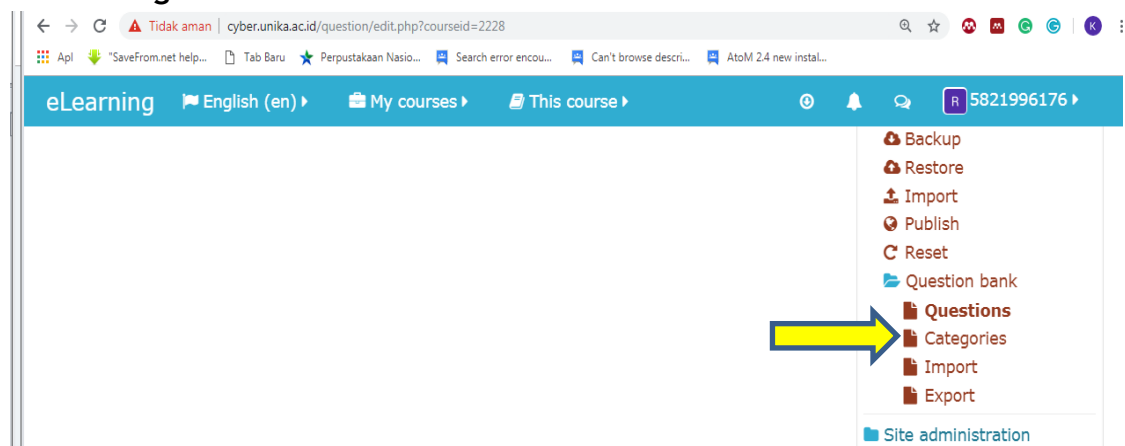 Tidak aman | cyber.unika.ac.id/question/edit.php?courseid=2228
K
Apl "SaveFrom.net help... Tab Baru Perpustakaan Nasio... Search error encou... Can't browse descri... AtoM 2.4 new instal...
eLearning English (en) My courses This course R 5821996176
Backup
Restore
Import
Publish
Reset
Question bank
Questions
Categories
Import
Export
Site administration